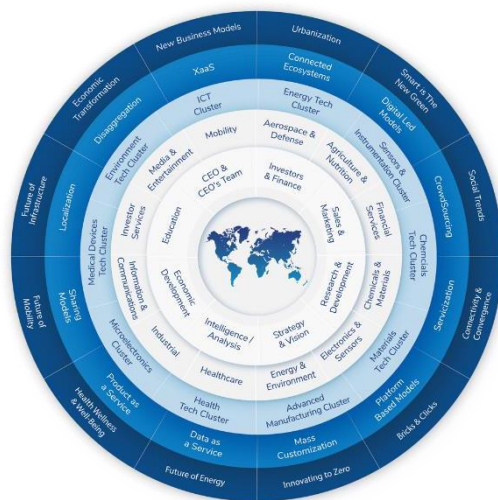 New Business Models
Urbanization
Smart is The
New Green
Social Trends
Connectivity &
Convergence
Bricks & Clicks
Innovating to Zero
Future of Energy
Health Wellness
& Well-Being
Future of
Mobility
Future of
Infrastructure
Economic
Transformation
XaaS
Connected
Ecosystems
Digital Led
Models
CrowdSourcing
Servicization
Platform
Based Models
Mass
Customization
Data as
a Service
Product as
a Service
Sharing
Models
Localization
Disaggregation
ICT
Cluster
Energy Tech
Cluster
Sensors &
Instrumentation Cluster
Chemcials
Tech Cluster
Materials
Tech Cluster
Advanced
Manufacturing Cluster
Health
Tech Cluster
Microelectronics
Cluster
Medical Devices
Tech Cluster
Environment
Tech Cluster
Mobility
Aerospace &
Defense
Agriculture &
Nutrition
Financial
Services
Chemicals &
Materials
Electronics &
Sensors
Energy &
Environment
Healthcare
Industrial
Information &
Communications
Investor
Services
Media &
Entertainment
CEO &
CEO's Team
Investors
& Finance
Sales &
Marketing
Research &
Development
Strategy
& Vision
Intelligence /
Analysis
Economic
Development
Education